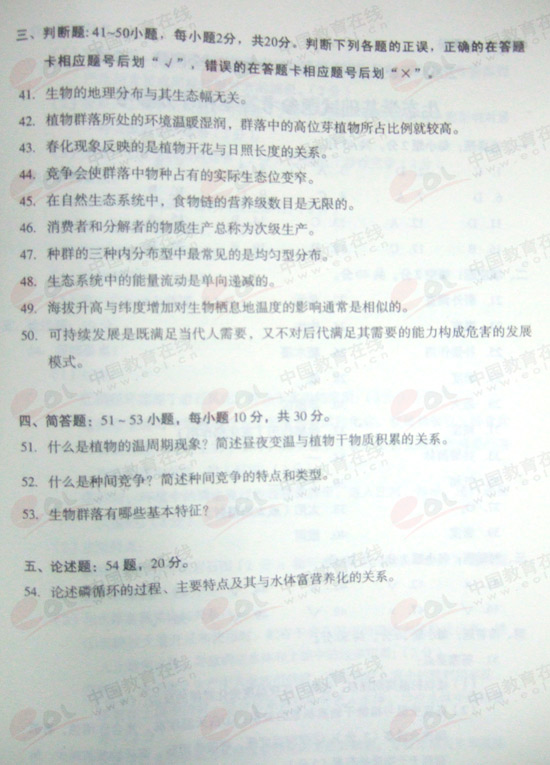 三、判断题:41~50小题，每小题2分，共20分。判断下列各题的正误，正确的在答题
卡相应题号后划“√”，错误的在答题卡相应题号后划“×”。
41. 生物的地理分布与其生态幅无关。
42. 植物群落所处的环境温暖湿润，群落中的高位芽植物所占比例就较高。
43. 春化现象反映的是植物开花与日照长度的关系。
44. 竞争会使群落中物种占有的实际生态位变窄。
45. 在自然生态系统中，食物链的营养级数目是无限的。
46. 消费者和分解者的物质生产总称为次级生产。
47. 种群的三种内分布型中最常见的是均匀型分布。
48. 生态系统中的能量流动是单向递减的。
49. 海拔升高与纬度增加对生物栖息地温度的影响通常是相似的。
50. 可持续发展是既满足当代人需要，又不对后代满足其需要的能力构成危害的发展
模式。
四、简答题：51~53小题，每小题10分，共30分。
51. 什么是植物的温周期现象？简述昼夜变温与植物干物质积累的关系。
52. 什么是种间竞争？简述种间竞争的特点和类型。
53. 生物群落有哪些基本特征？
五、论述题：54题，20分。
54. 论述磷循环的过程、主要特点及其与水体富营养化的关系。
eol 中国教育在线
www.eol.cn